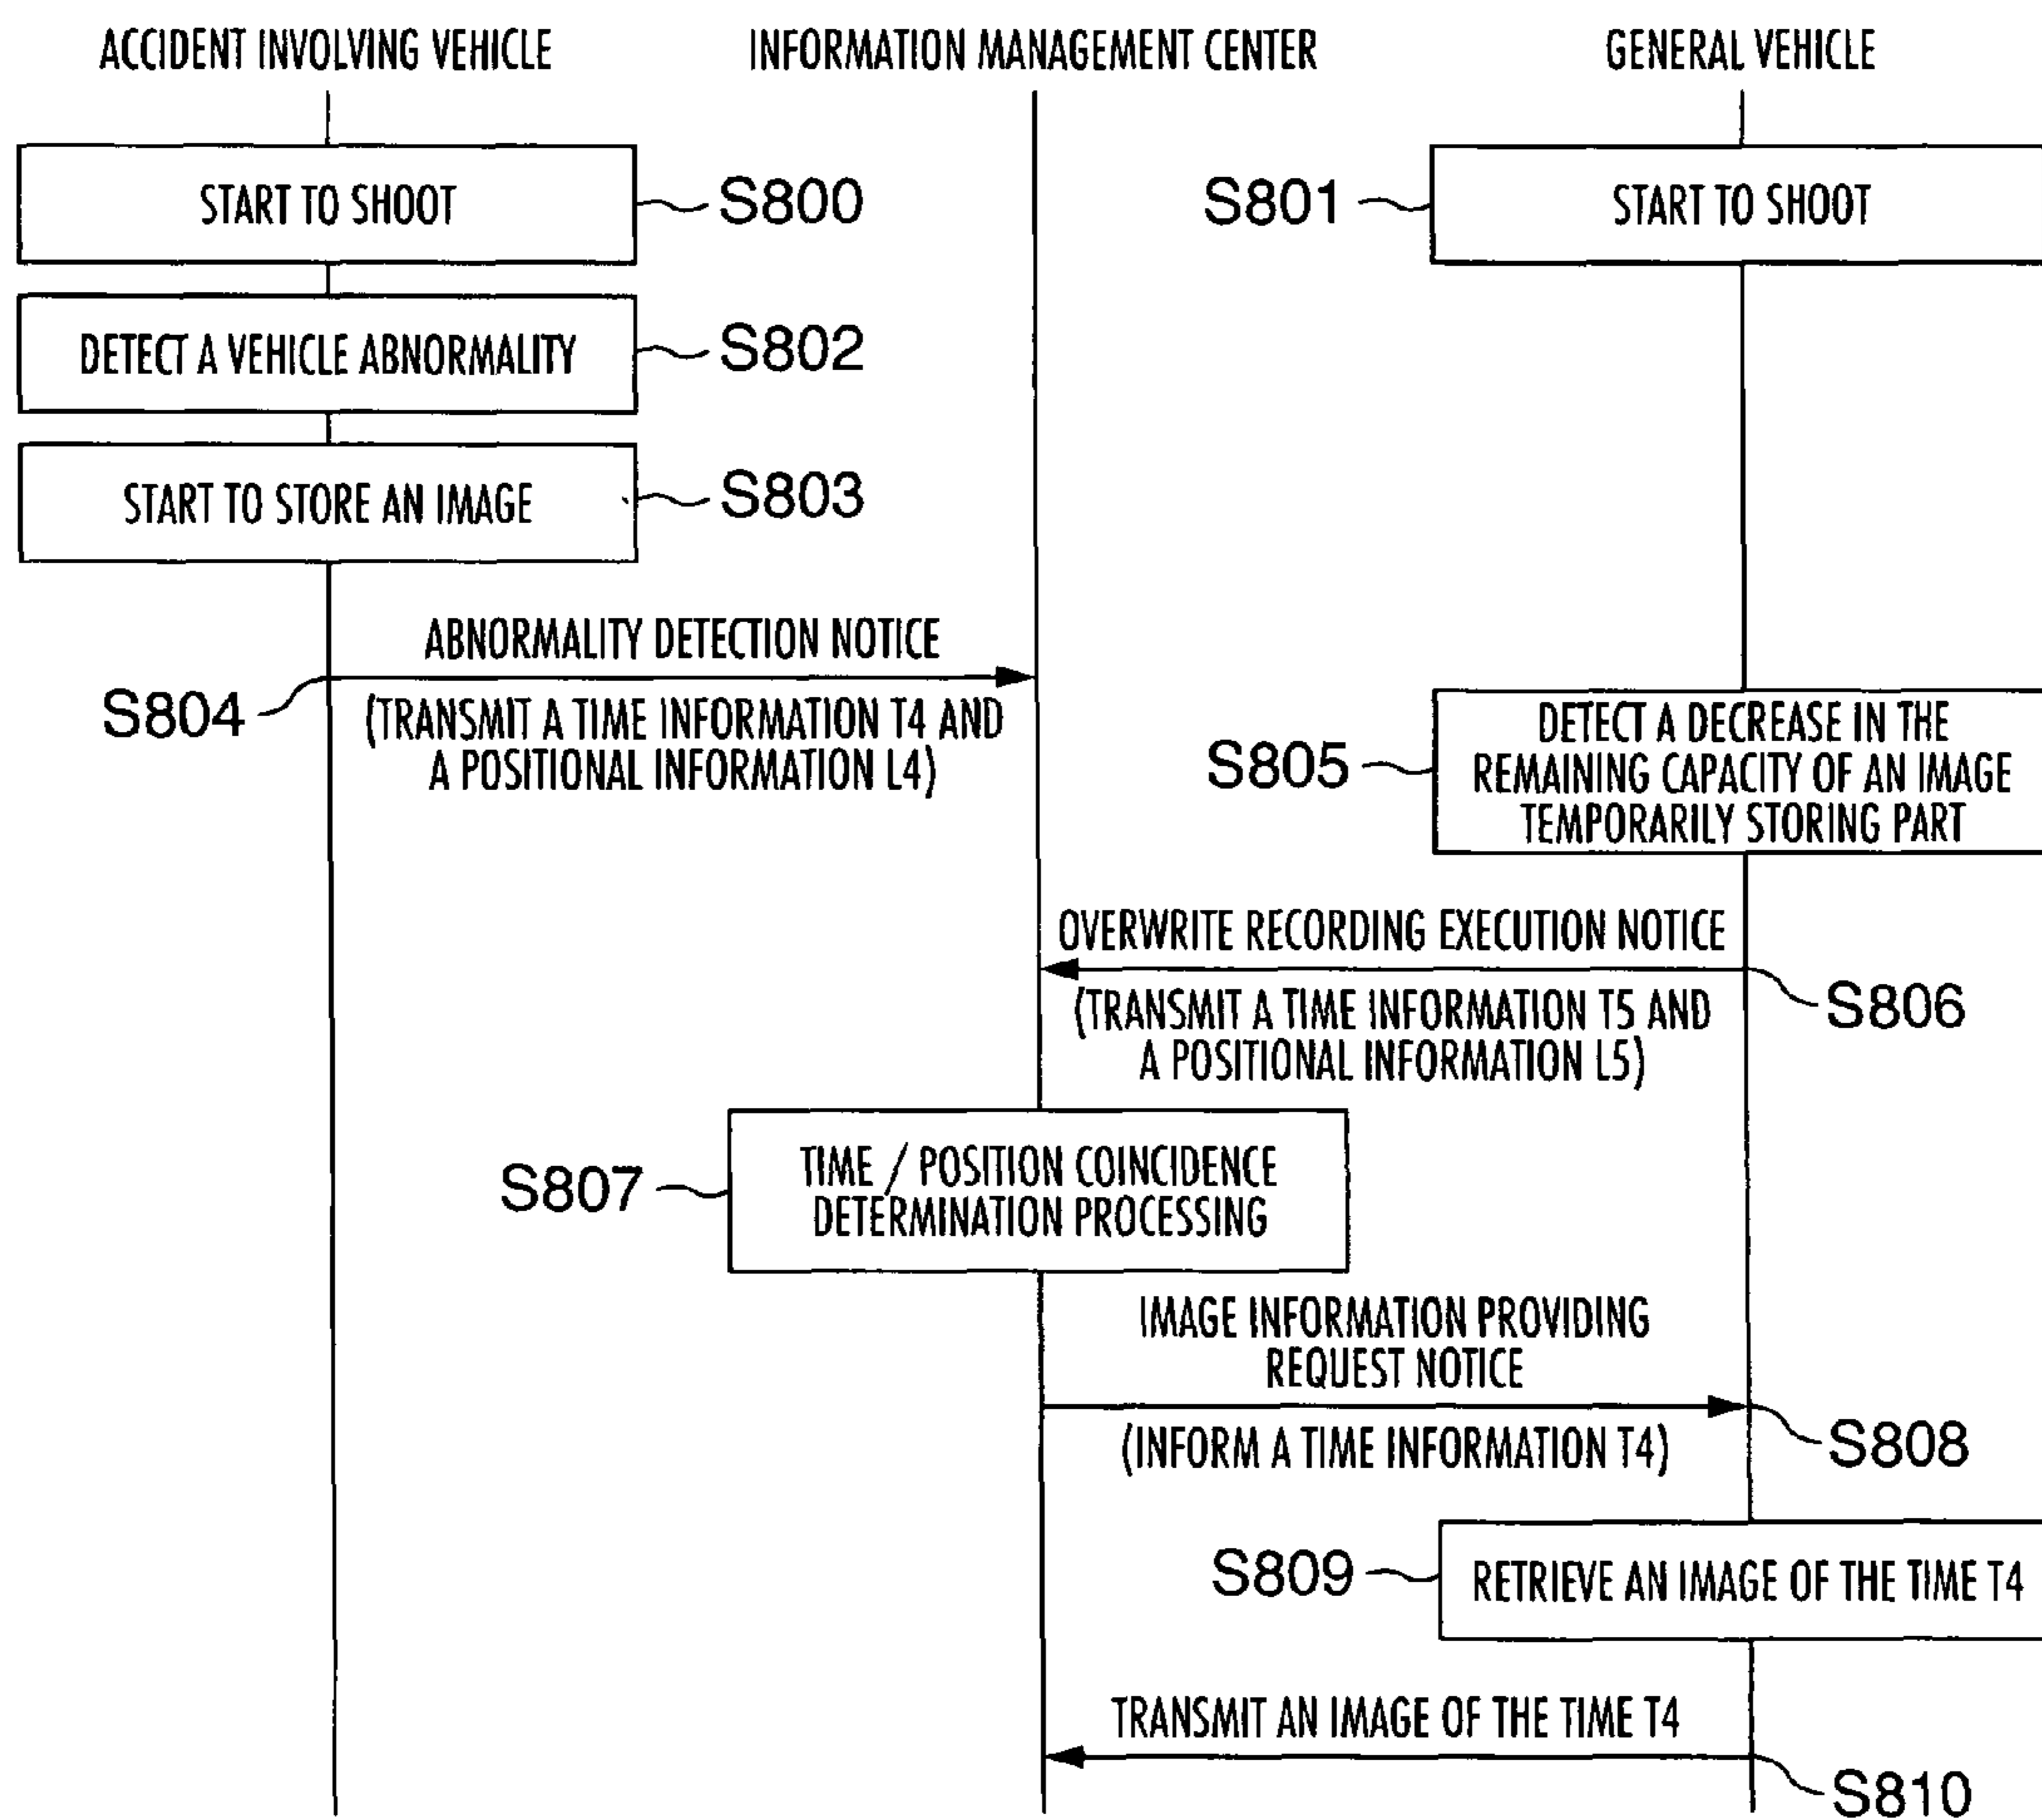 ACCIDENT INVOLVING VEHICLE
INFORMATION MANAGEMENT CENTER
GENERAL VEHICLE
START TO SHOOT
S800
S801
START TO SHOOT
DETECT A VEHICLE ABNORMALITY
S802
START TO STORE AN IMAGE
S803
ABNORMALITY DETECTION NOTICE
S804
(TRANSMIT A TIME INFORMATION T4 AND
A POSITIONAL INFORMATION L4)
S805
DETECT A DECREASE IN THE
REMAINING CAPACITY OF AN IMAGE
TEMPORARILY STORING PART
OVERWRITE RECORDING EXECUTION NOTICE
(TRANSMIT A TIME INFORMATION T5 AND
A POSITIONAL INFORMATION L5)
S806
S807
TIME / POSITION COINCIDENCE
DETERMINATION PROCESSING
IMAGE INFORMATION PROVIDING
REQUEST NOTICE
(INFORM A TIME INFORMATION T4)
S808
S809
RETRIEVE AN IMAGE OF THE TIME T4
TRANSMIT AN IMAGE OF THE TIME T4
S810